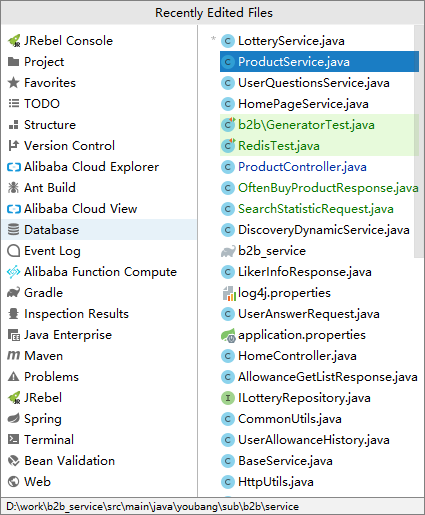 Recently Edited Files
JRebel Console
Project
Favorites
TODO
Structure
Version Control
Alibaba Cloud Explorer
Ant Build
Alibaba Cloud View
Database
Event Log
Alibaba Function Compute
Gradle
Inspection Results
Java Enterprise
Maven
Problems
JRebel
Spring
Terminal
Bean Validation
Web
* LotteryService.java
ProductService.java
UserQuestionsService.java
HomePageService.java
b2b\GeneratorTest.java
RedisTest.java
ProductController.java
OftenBuyProductResponse.java
SearchStatisticRequest.java
DiscoveryDynamicService.java
b2b_service
LikerInfoResponse.java
log4j.properties
UserAnswerRequest.java
application.properties
HomeController.java
AllowanceGetListResponse.java
ILotteryRepository.java
CommonUtils.java
UserAllowanceHistory.java
BaseService.java
HttpUtils.java
D:\work\b2b_service\src\main\java\youbang\sub\b2b\service